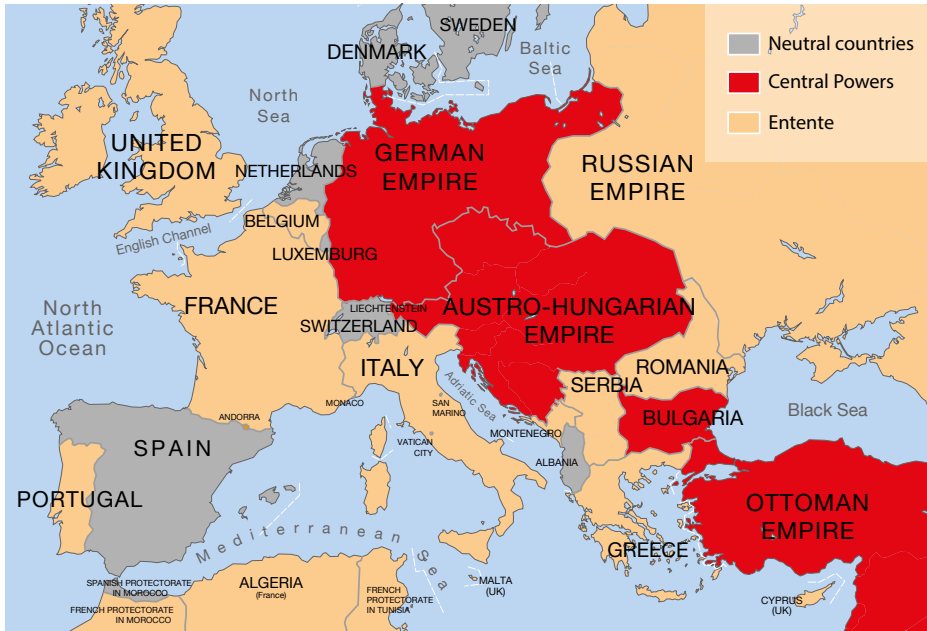 SWEDEN
DENMARK
Baltic
Sea
Neutral countries
Central Powers
Entente
North
Sea
UNITED
KINGDOM
NETHERLANDS
GERMAN
EMPIRE
RUSSIAN
EMPIRE
BELGIUM
English Channel
LUXEMBURG
North
Atlantic
Ocean
FRANCE
LIECHTENSTEIN
SWITZERLAND
AUSTRO-HUNGARIAN
EMPIRE
ITALY
ROMANIA
SERBIA
Adriatic Sea
MONACO
SAN
MARINO
ANDORRA
BULGARIA
Black Sea
MONTENEGRO
VATICAN
CITY
ALBANIA
SPAIN
PORTUGAL
OTTOMAN
EMPIRE
GREECE
Mediterranean Sea
SPANISH PROTECTORATE
IN MOROCCO
FRENCH PROTECTORATE
IN MOROCCO
ALGERIA
(France)
FRENCH
PROTECTORATE
IN TUNISIA
MALTA
(UK)
CYPRUS
(UK)